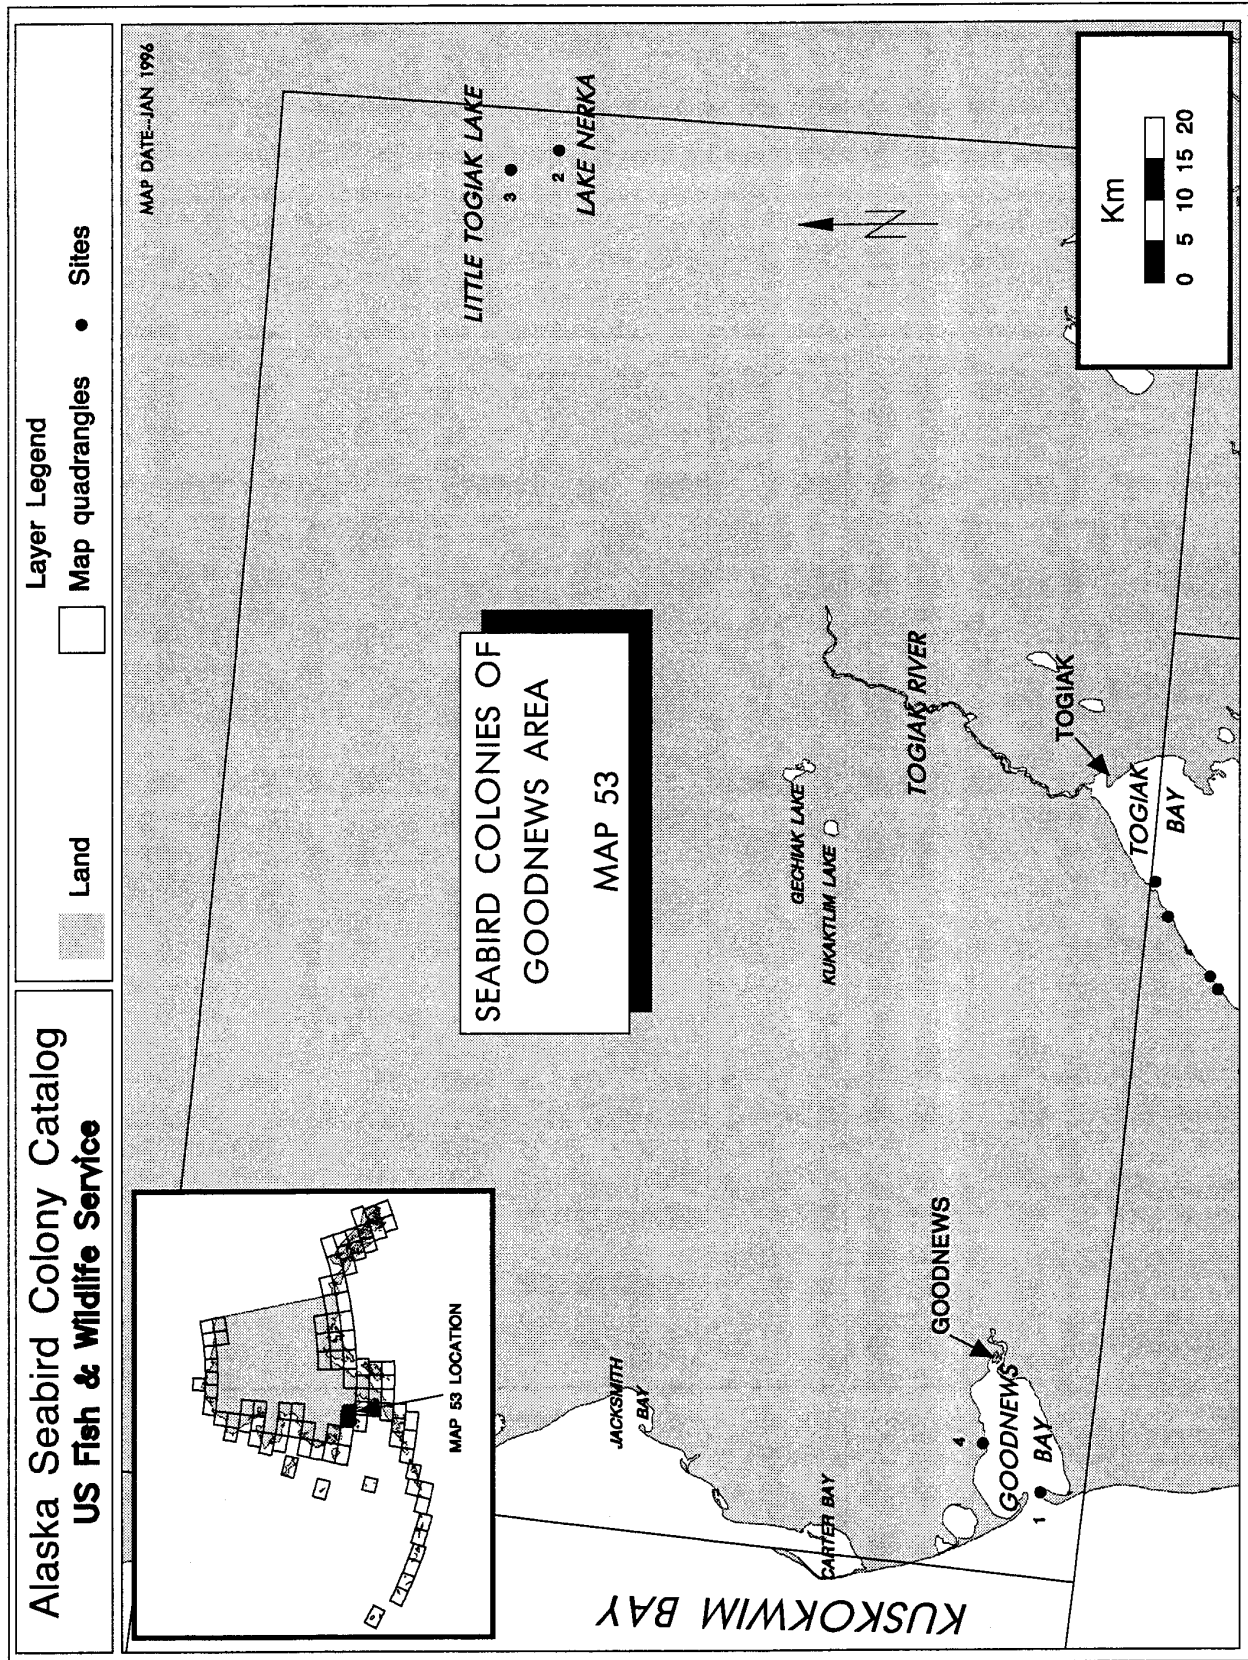 Alaska Seabird Colony Catalog
US Fish & Wildlife Service
Layer Legend
Land
Map quadrangles
Sites
MAP DATE--JAN 1996
MAP 53 LOCATION
SEABIRD COLONIES OF
GOODNEWS AREA
MAP 53
LITTLE TOGIAK LAKE
3
2
LAKE NERKA
N
JACKSMITH
BAY
CARTER BAY
KUSKOKWIM BAY
GECHIAK LAKE
KUKAKTLIM LAKE
TOGIAK RIVER
TOGIAK
TOGIAK
BAY
GOODNEWS
4
GOODNEWS
BAY
1
Km
0 5 10 15 20